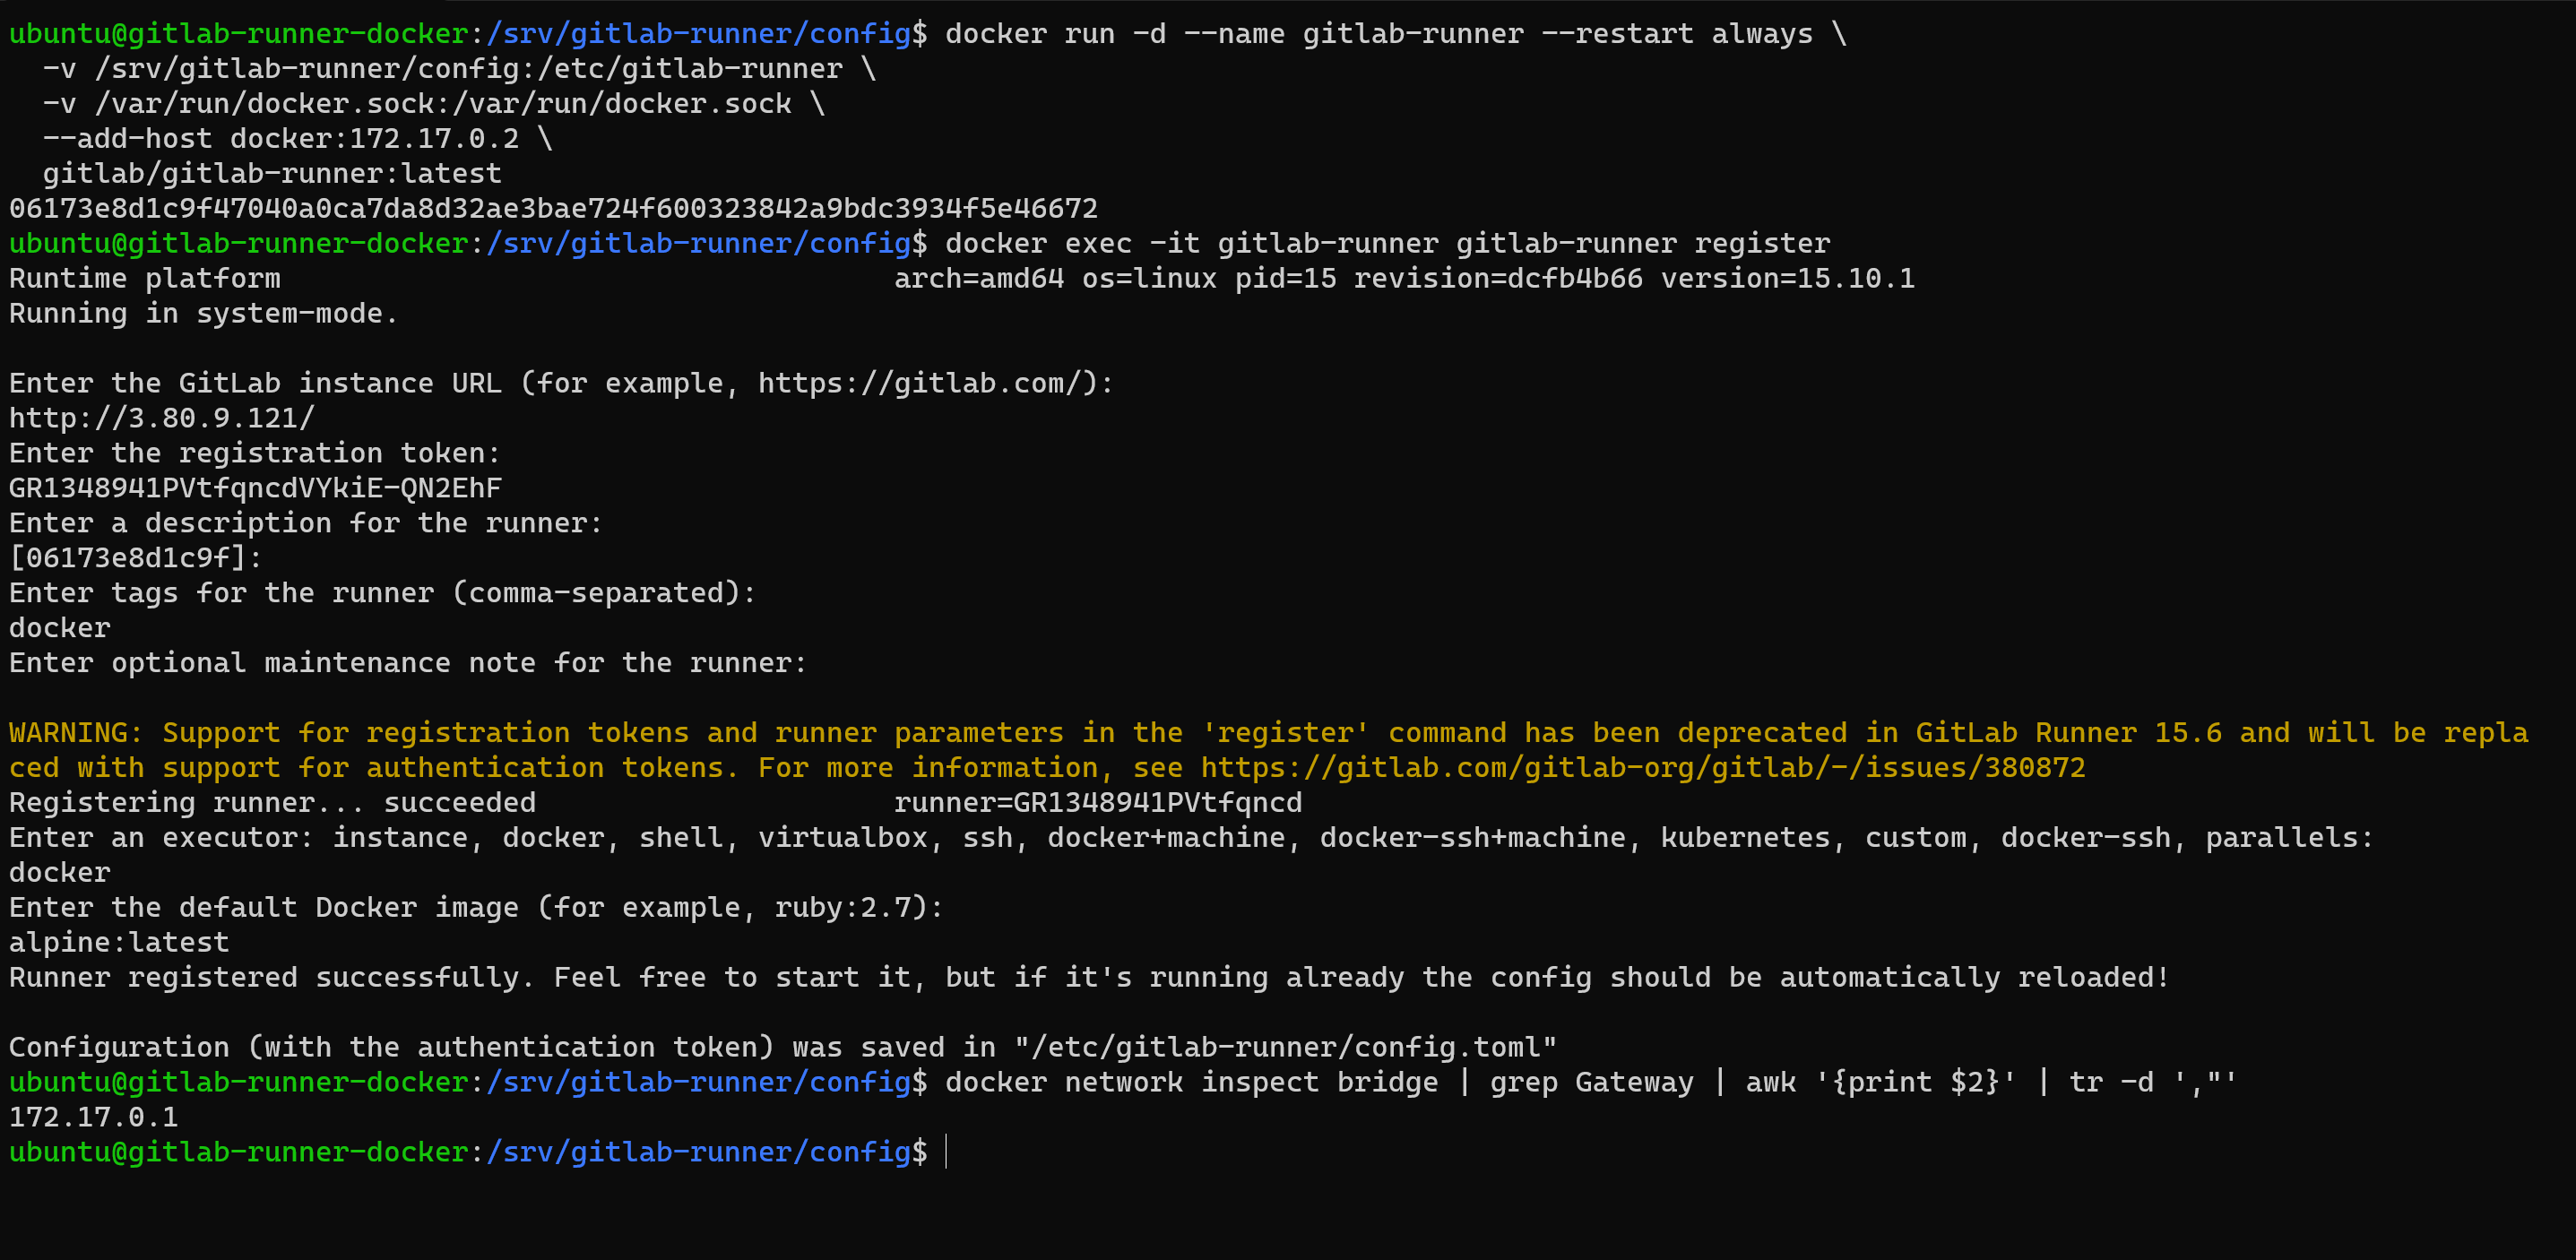 ubuntu@gitlab-runner-docker:/srv/gitlab-runner/config$ docker run -d --name gitlab-runner --restart always \
  -v /srv/gitlab-runner/config:/etc/gitlab-runner \
  -v /var/run/docker.sock:/var/run/docker.sock \
  --add-host docker:172.17.0.2 \
  gitlab/gitlab-runner:latest
06173e8d1c9f47040a0ca7da8d32ae3bae724f600323842a9bdc3934f5e46672
ubuntu@gitlab-runner-docker:/srv/gitlab-runner/config$ docker exec -it gitlab-runner gitlab-runner register
Runtime platform                                    arch=amd64 os=linux pid=15 revision=dcfb4b66 version=15.10.1
Running in system-mode.

Enter the GitLab instance URL (for example, https://gitlab.com/):
http://3.80.9.121/
Enter the registration token:
GR1348941PVtfqncdVYkiE-QN2EhF
Enter a description for the runner:
[06173e8d1c9f]:
Enter tags for the runner (comma-separated):
docker
Enter optional maintenance note for the runner:

WARNING: Support for registration tokens and runner parameters in the 'register' command has been deprecated in GitLab Runner 15.6 and will be repla
ced with support for authentication tokens. For more information, see https://gitlab.com/gitlab-org/gitlab/-/issues/380872
Registering runner... succeeded                     runner=GR1348941PVtfqncd
Enter an executor: instance, docker, shell, virtualbox, ssh, docker+machine, docker-ssh+machine, kubernetes, custom, docker-ssh, parallels:
docker
Enter the default Docker image (for example, ruby:2.7):
alpine:latest
Runner registered successfully. Feel free to start it, but if it's running already the config should be automatically reloaded!

Configuration (with the authentication token) was saved in "/etc/gitlab-runner/config.toml"
ubuntu@gitlab-runner-docker:/srv/gitlab-runner/config$ docker network inspect bridge | grep Gateway | awk '{print $2}' | tr -d ',"'
172.17.0.1
ubuntu@gitlab-runner-docker:/srv/gitlab-runner/config$